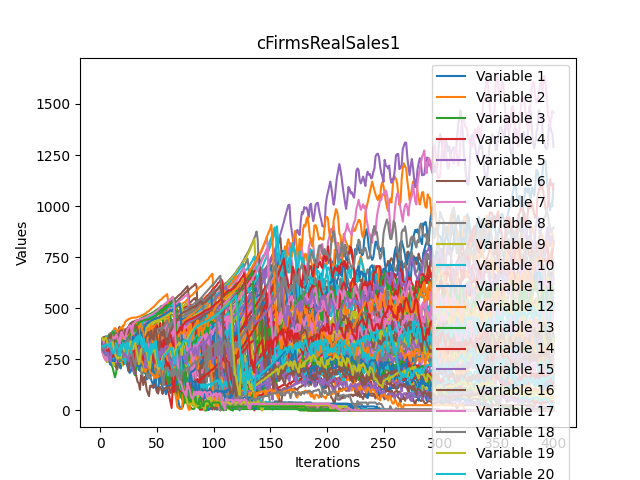 cFirmsRealSales1
Values
1500
1250
1000
750
500
250
0
0
50
100
150
200
250
300
350
400
Iterations
Variable 1
Variable 2
Variable 3
Variable 4
Variable 5
Variable 6
Variable 7
Variable 8
Variable 9
Variable 10
Variable 11
Variable 12
Variable 13
Variable 14
Variable 15
Variable 16
Variable 17
Variable 18
Variable 19
Variable 20